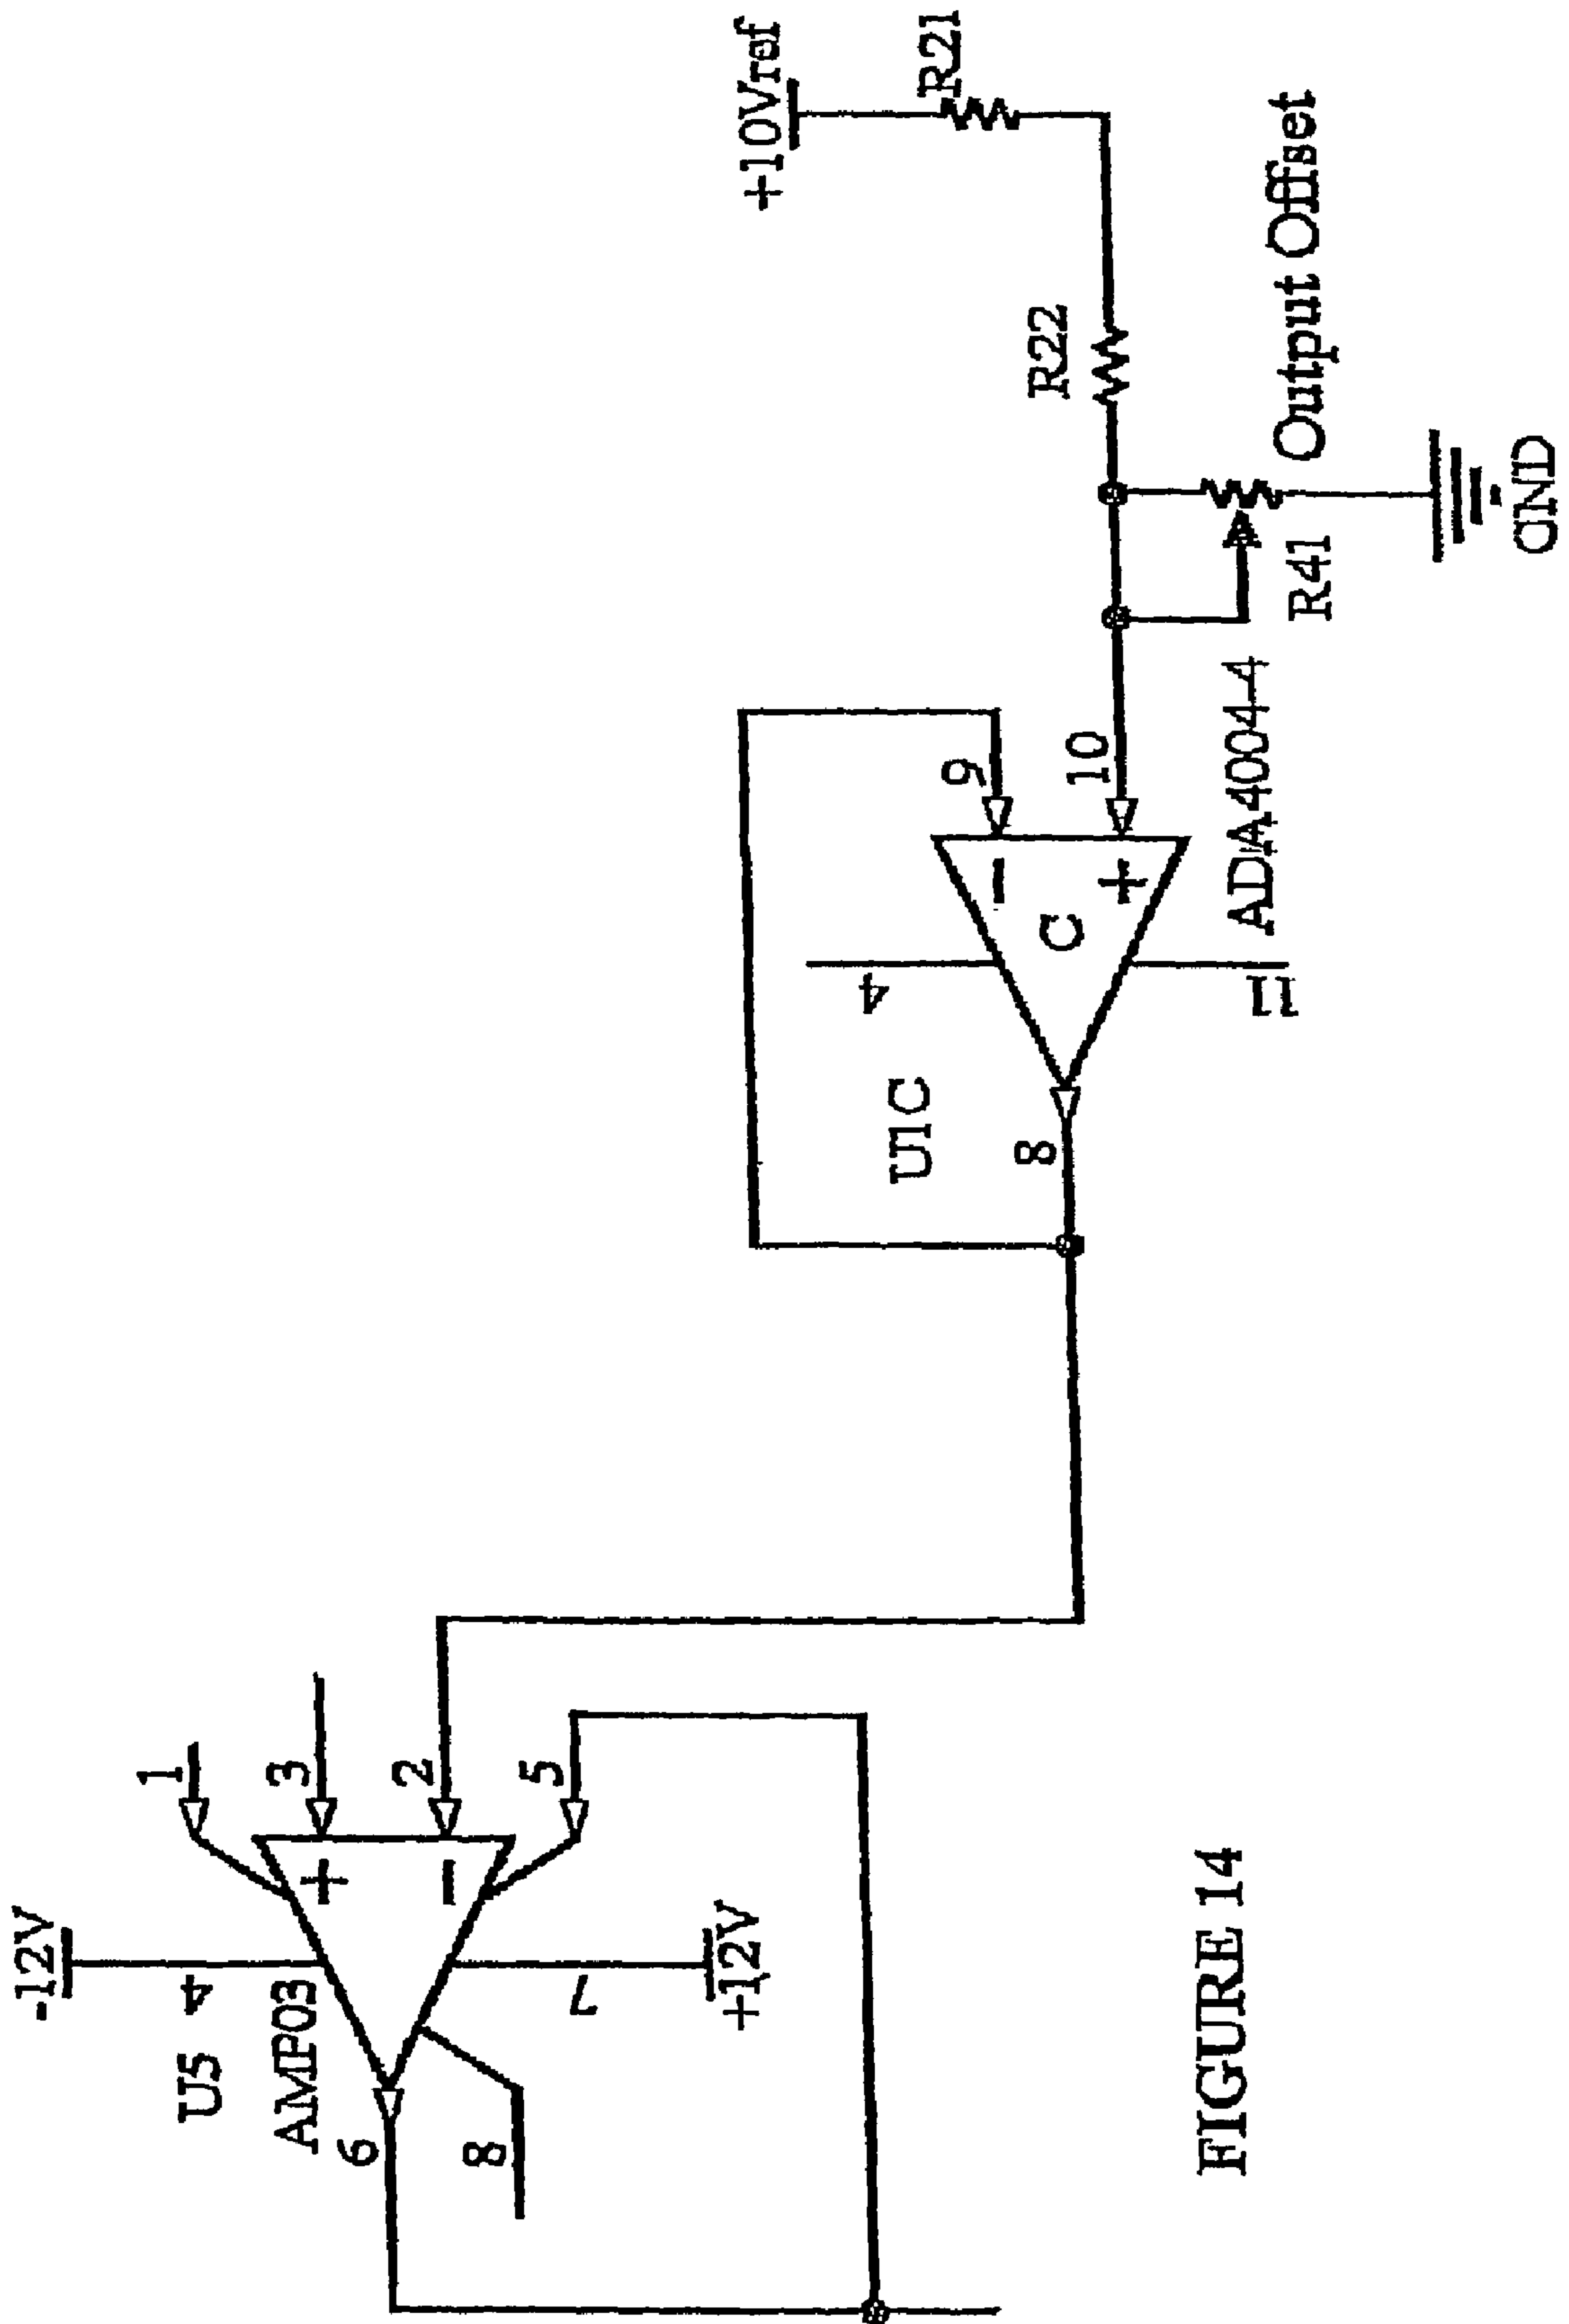 -12V
4
U5
AMP03
1
3
2
5
6
8
7
+12V
U1C
4
8
9
10
C
11
ADA4004-4
+10Vref
R21
R22
R41
Output Offset
GND
FIGURE 14